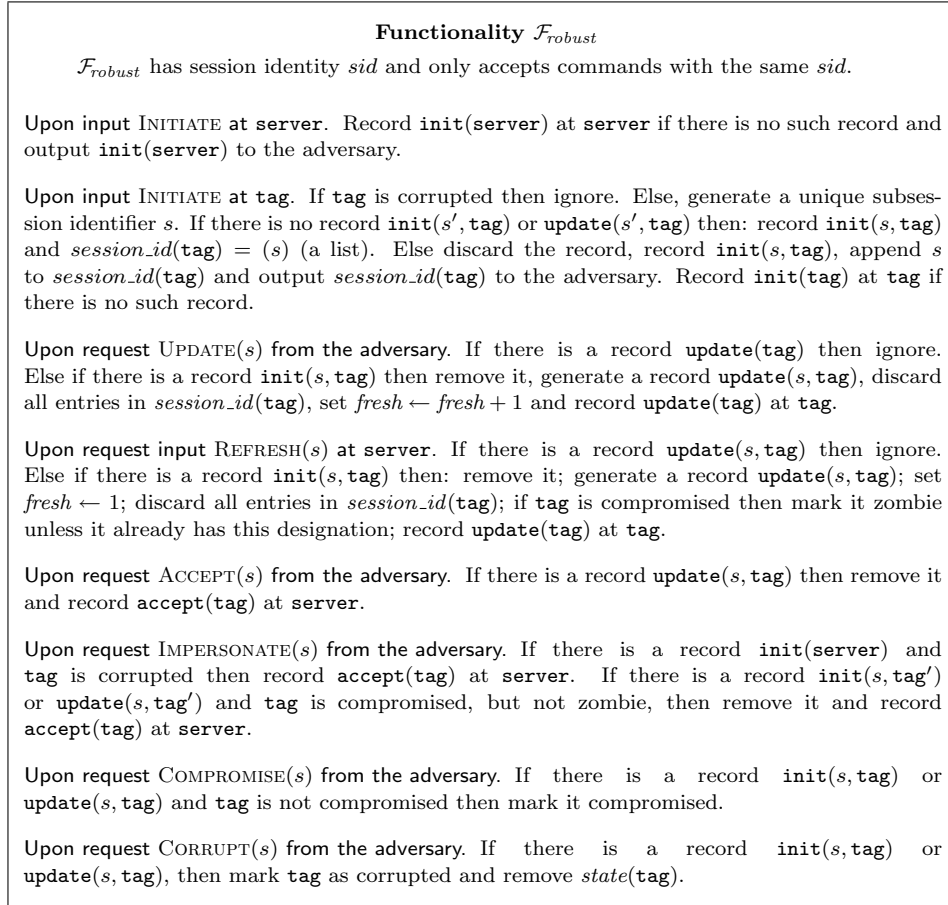 Functionality F_robust
F_robust has session identity sid and only accepts commands with the same sid.
Upon input INITIATE at server. Record init(server) at server if there is no such record and
output init(server) to the adversary.
Upon input INITIATE at tag. If tag is corrupted then ignore. Else, generate a unique subses-
sion identifier s. If there is no record init(s′, tag) or update(s′, tag) then: record init(s, tag)
and session_id(tag) = (s) (a list). Else discard the record, record init(s, tag), append s
to session_id(tag) and output session_id(tag) to the adversary. Record init(tag) at tag if
there is no such record.
Upon request UPDATE(s) from the adversary. If there is a record update(tag) then ignore.
Else if there is a record init(s, tag) then remove it, generate a record update(s, tag), discard
all entries in session_id(tag), set fresh ← fresh + 1 and record update(tag) at tag.
Upon request input REFRESH(s) at server. If there is a record update(s, tag) then ignore.
Else if there is a record init(s, tag) then: remove it; generate a record update(s, tag); set
fresh ← 1; discard all entries in session_id(tag); if tag is compromised then mark it zombie
unless it already has this designation; record update(tag) at tag.
Upon request ACCEPT(s) from the adversary. If there is a record update(s, tag) then remove it
and record accept(tag) at server.
Upon request IMPERSONATE(s) from the adversary. If there is a record init(server) and
tag is corrupted then record accept(tag) at server. If there is a record init(s, tag′)
or update(s, tag′) and tag is compromised, but not zombie, then remove it and record
accept(tag) at server.
Upon request COMPROMISE(s) from the adversary. If there is a record init(s, tag) or
update(s, tag) and tag is not compromised then mark it compromised.
Upon request CORRUPT(s) from the adversary. If there is a record init(s, tag) or
update(s, tag), then mark tag as corrupted and remove state(tag).